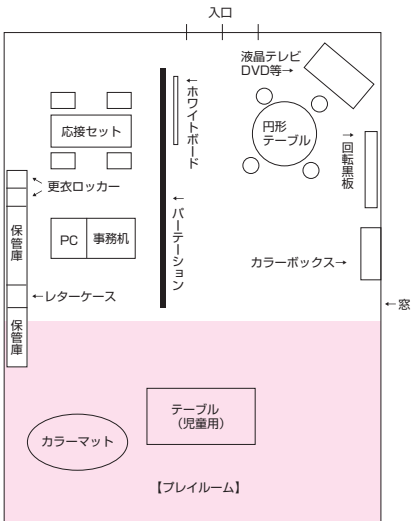 入口
液晶テレビ
DVD等→
←ホワイトボード
応接セット
円形
テーブル
→回転黒板
更衣ロッカー
←パーテーション
保管庫
PC
事務机
カラーボックス→
←レターケース
←窓
保管庫
テーブル
（児童用）
カラーマット
【プレイルーム】